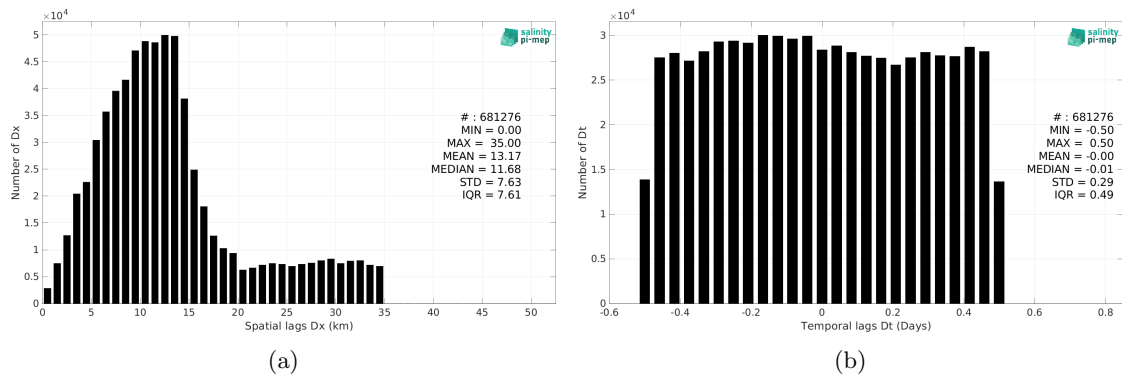 ×10⁴
5
4.5
4
3.5
3
2.5
2
1.5
1
0.5
0
Number of Dx
0 5 10 15 20 25 30 35 40 45 50
Spatial lags Dx (km)
salinity
pi-mep
# : 681276
MIN = 0.00
MAX = 35.00
MEAN = 13.17
MEDIAN = 11.68
STD = 7.63
IQR = 7.61
(a)
×10⁴
3
2.5
2
1.5
1
0.5
0
Number of Dt
-0.6 -0.4 -0.2 0 0.2 0.4 0.6 0.8
Temporal lags Dt (Days)
salinity
pi-mep
# : 681276
MIN = -0.50
MAX = 0.50
MEAN = -0.00
MEDIAN = -0.01
STD = 0.29
IQR = 0.49
(b)